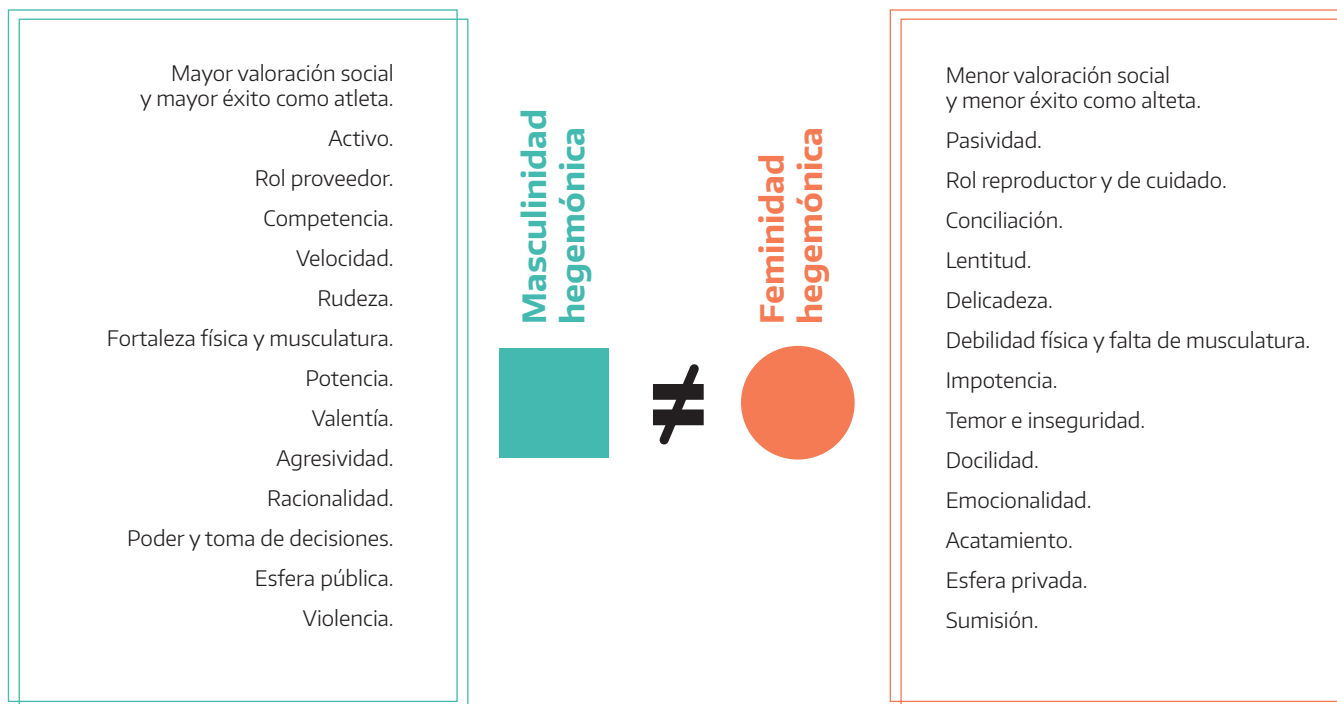 Mayor valoración social
y mayor éxito como atleta.
Activo.
Rol proveedor.
Competencia.
Velocidad.
Rudeza.
Fortaleza física y musculatura.
Potencia.
Valentía.
Agresividad.
Racionalidad.
Poder y toma de decisiones.
Esfera pública.
Violencia.
Masculinidad
hegemónica
≠
Feminidad
hegemónica
Menor valoración social
y menor éxito como alteta.
Pasividad.
Rol reproductor y de cuidado.
Conciliación.
Lentitud.
Delicadeza.
Debilidad física y falta de musculatura.
Impotencia.
Temor e inseguridad.
Docilidad.
Emocionalidad.
Acatamiento.
Esfera privada.
Sumisión.